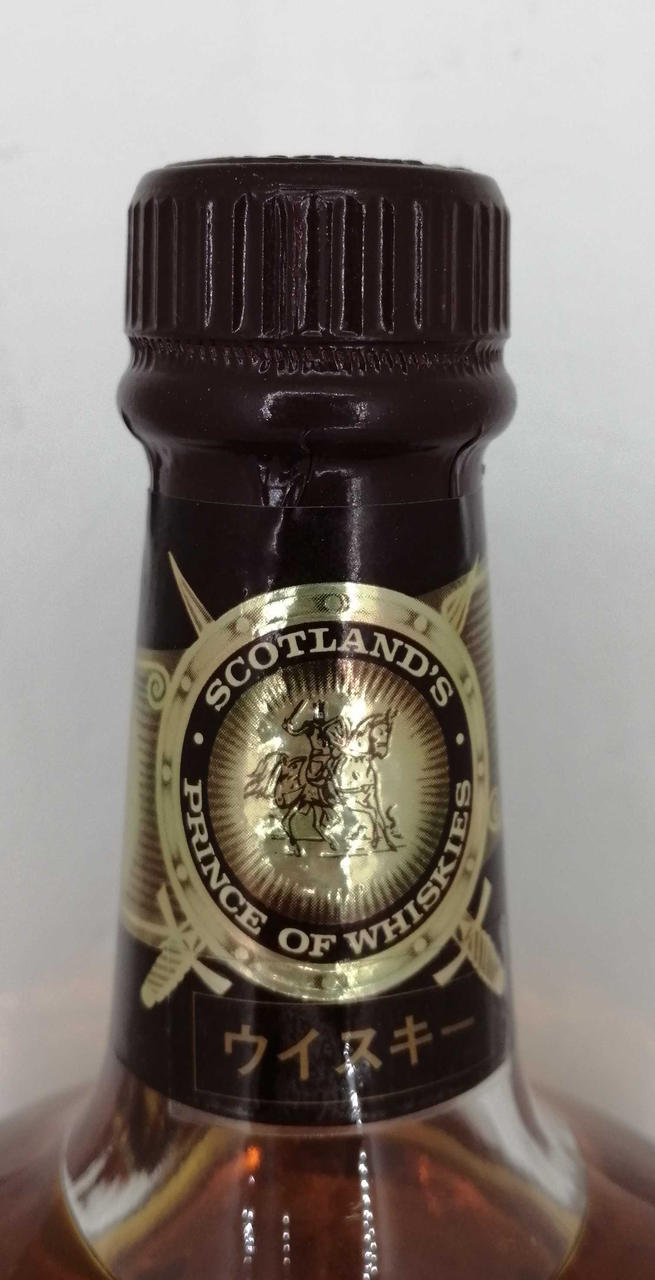 SCOTLAND'S
PRINCE OF WHISKIES
ウイスキー